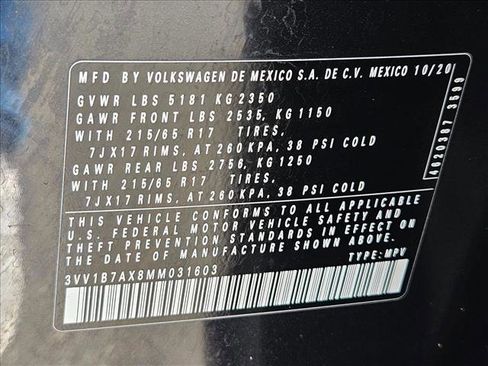 MFD BY VOLKSWAGEN DE MEXICO S.A. DE C.V. MEXICO 10/20
GVWR LBS 5181 KG 2350
GAWR FRONT LBS 2535, KG 1150
WITH 215/65 R17 TIRES,
7JX17 RIMS, AT 260 KPA, 38 PSI COLD
GAWR REAR LBS 2756, KG1250
WITH 215/65 R17 TIRES,
7JX17 RIMS, AT 260 KPA, 38 PSI COLD
THIS VEHICLE CONFORMS TO ALL APPLICABLE
U.S. FEDERAL MOTOR VEHICLE SAFETY AND
THEFT PREVENTION STANDARDS IN EFFECT ON THE
DATE OF MANUFACTURE SHOWN ABOVE.
3VV1B7AX8MM031603
TYPE: MPV
4620387 3599